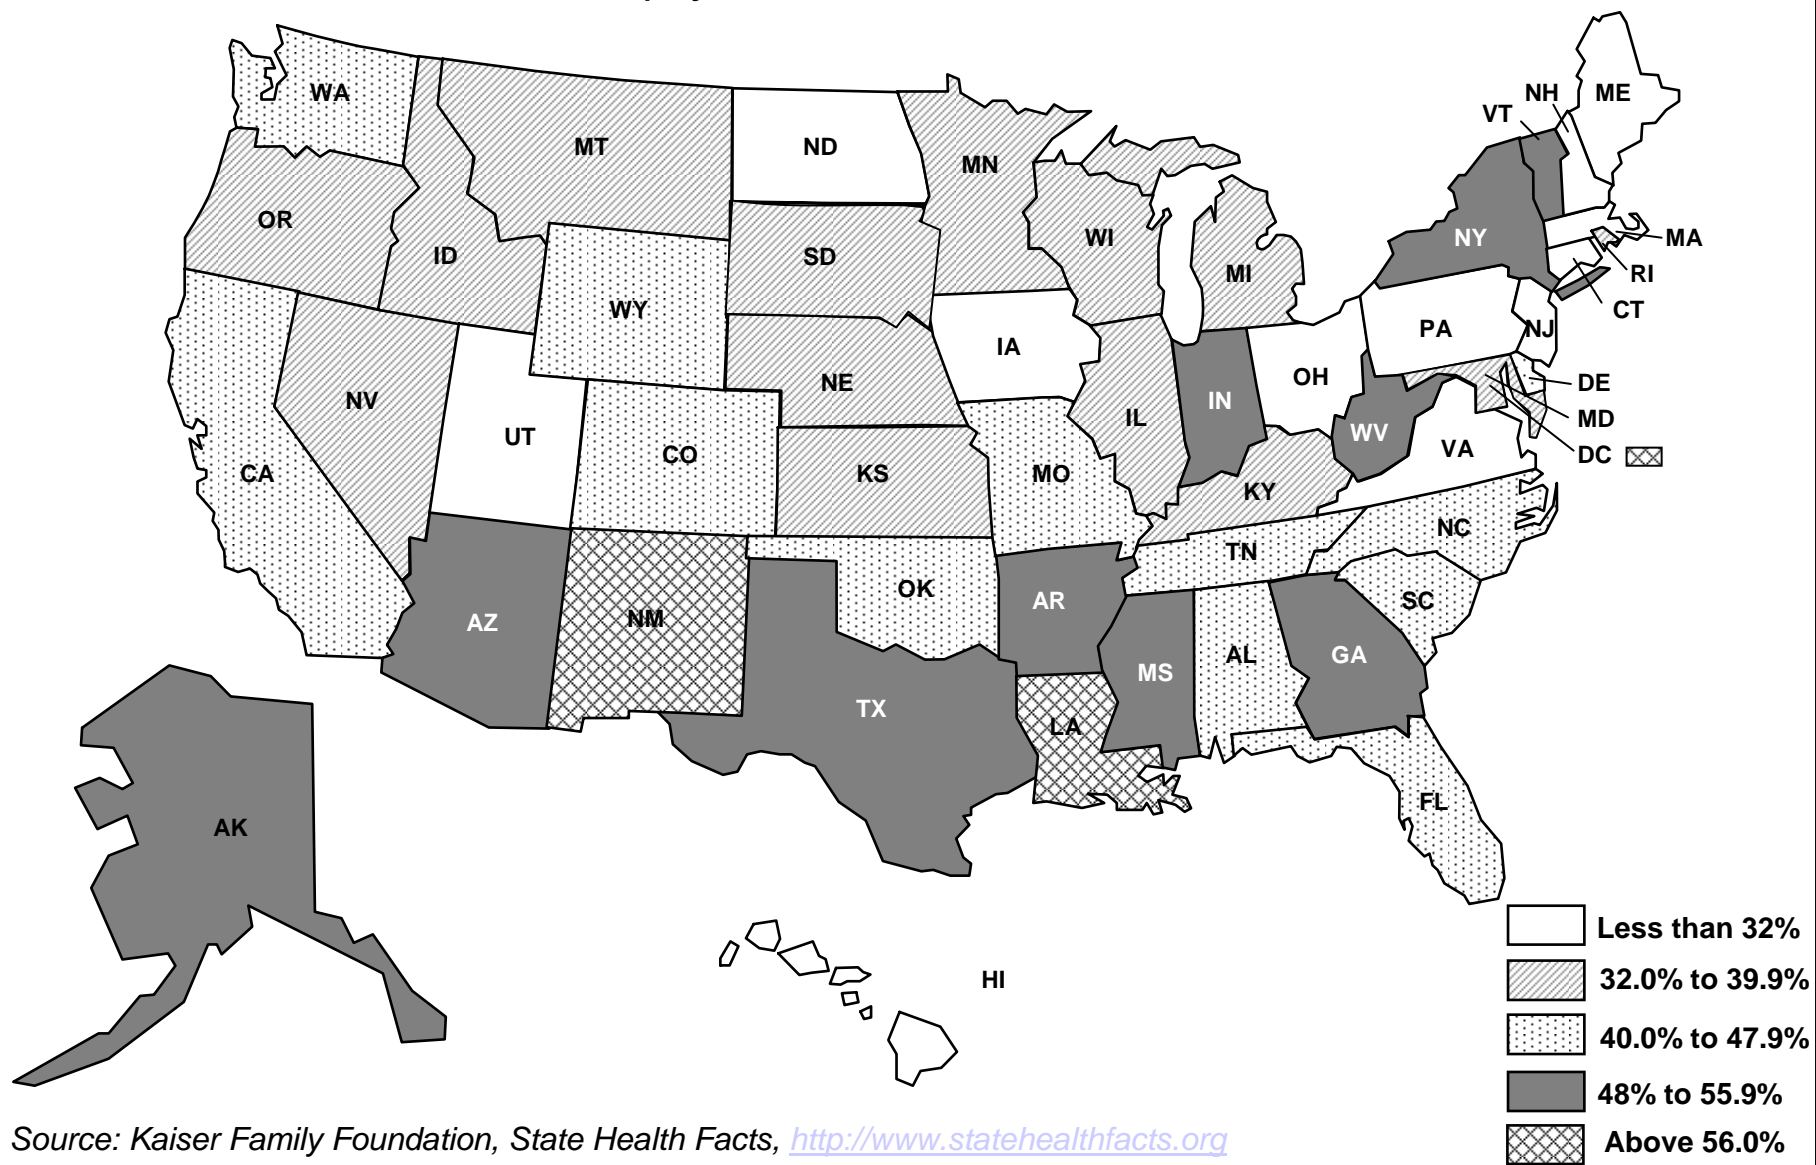 WA
MT
ND
MN
OR
ID
WY
SD
WI
MI
NH
ME
VT
NY
MA
RI
CT
PA
NJ
IA
NE
NV
UT
CO
CA
KS
MO
IL
IN
OH
WV
VA
DE
MD
DC
KY
TN
NC
SC
OK
AR
AZ
NM
TX
LA
MS
AL
GA
FL
AK
HI
Less than 32%
32.0% to 39.9%
40.0% to 47.9%
48% to 55.9%
Above 56.0%
Source: Kaiser Family Foundation, State Health Facts, http://www.statehealthfacts.org